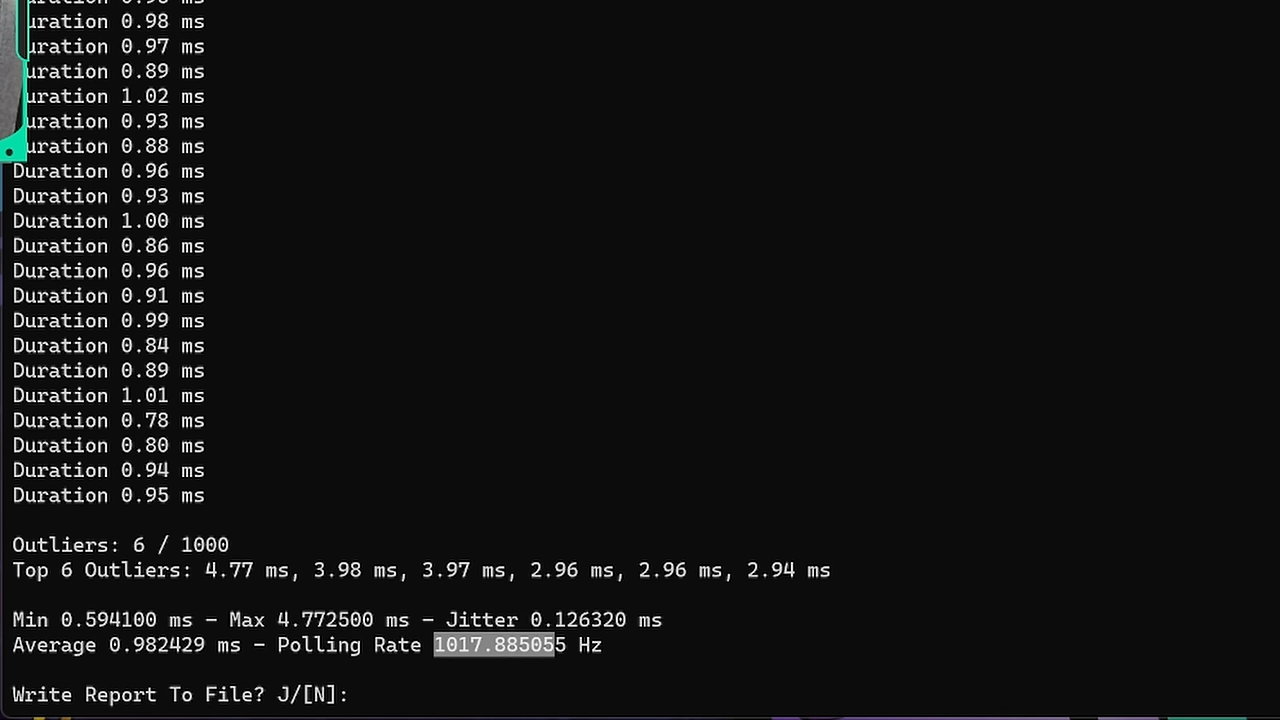 uration 0.98 ms
uration 0.97 ms
uration 0.89 ms
uration 1.02 ms
uration 0.93 ms
uration 0.88 ms
Duration 0.96 ms
Duration 0.93 ms
Duration 1.00 ms
Duration 0.86 ms
Duration 0.96 ms
Duration 0.91 ms
Duration 0.99 ms
Duration 0.84 ms
Duration 0.89 ms
Duration 1.01 ms
Duration 0.78 ms
Duration 0.80 ms
Duration 0.94 ms
Duration 0.95 ms
Outliers: 6 / 1000
Top 6 Outliers: 4.77 ms, 3.98 ms, 3.97 ms, 2.96 ms, 2.96 ms, 2.94 ms
Min 0.594100 ms – Max 4.772500 ms – Jitter 0.126320 ms
Average 0.982429 ms – Polling Rate 1017.885055 Hz
Write Report To File? J/[N]: